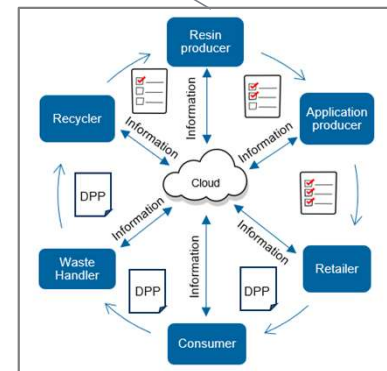 Resin
producer
Recycler
Application
producer
Information
Information
Information
Cloud
DPP
Information
Information
Information
Waste
Handler
DPP
DPP
Retailer
Consumer